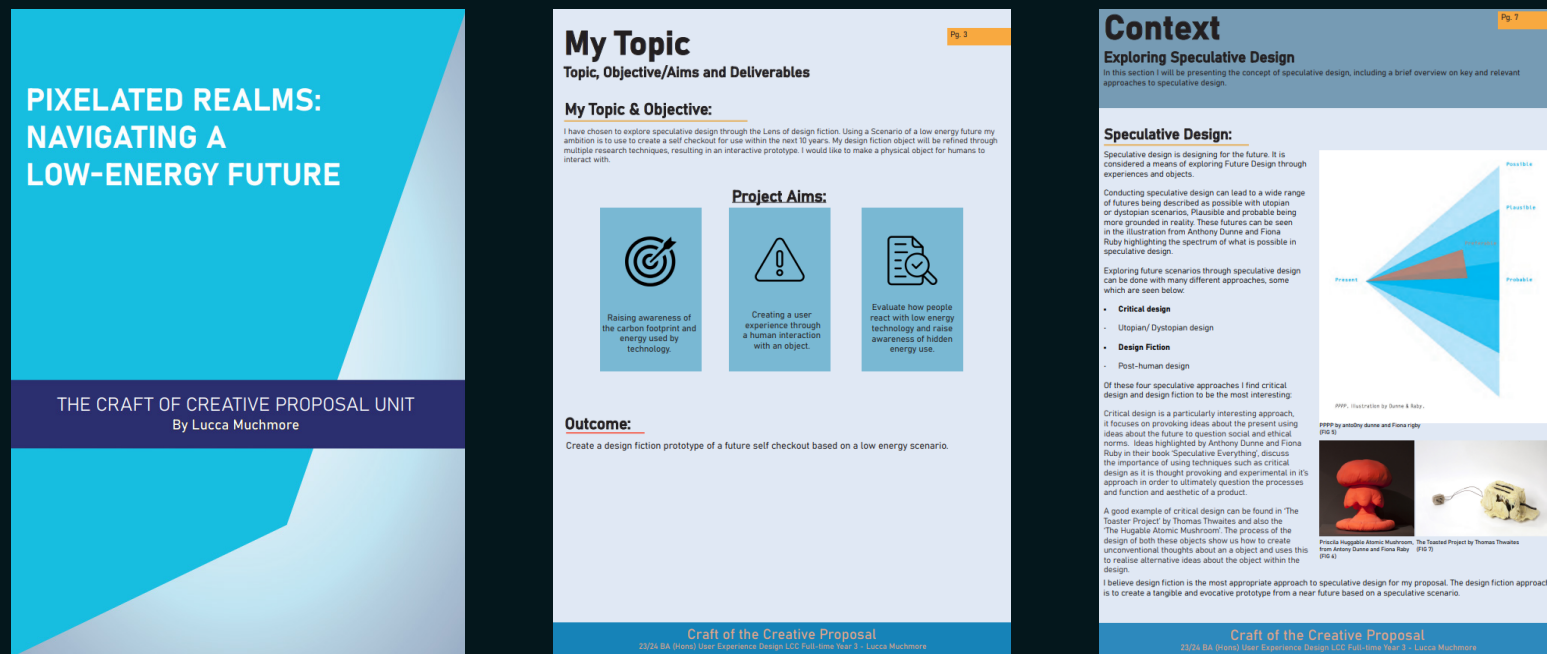 PIXELATED REALMS:
NAVIGATING A
LOW-ENERGY FUTURE
THE CRAFT OF CREATIVE PROPOSAL UNIT
By Lucca Muchmore
My Topic
Pg. 3
Topic, Objective/Aims and Deliverables
My Topic & Objective:
I have chosen to explore speculative design through the Lens of design fiction. Using a Scenario of a low energy future my
ambition is to use to create a self checkout for use within the next 10 years. My design fiction object will be refined through
multiple research techniques, resulting in an interactive prototype. I would like to make a physical object for humans to
interact with.
Project Aims:
Raising awareness of
the carbon footprint and
energy used by
technology.
Creating a user
experience through
a human interaction
with an object.
Evaluate how people
react with low energy
technology and raise
awareness of hidden
energy use.
Outcome:
Create a design fiction prototype of a future self checkout based on a low energy scenario.
Craft of the Creative Proposal
23/24 BA (Hons) User Experience Design LCC Full-time Year 3 - Lucca Muchmore
Context
Pg. 7
Exploring Speculative Design
In this section I will be presenting the concept of speculative design, including a brief overview on key and relevant
approaches to speculative design.
Speculative Design:
Speculative design is designing for the future. It is
considered a means of exploring Future Design through
experiences and objects.
Conducting speculative design can lead to a wide range
of futures being described as possible with utopian
or dystopian scenarios, Plausible and probable being
more grounded in reality. These futures can be seen
in the illustration from Anthony Dunne and Fiona
Ruby highlighting the spectrum of what is possible in
speculative design.
Exploring future scenarios through speculative design
can be done with many different approaches, some
which are seen below:
• Critical design
- Utopian/ Dystopian design
• Design Fiction
- Post-human design
Of these four speculative approaches I find critical
design and design fiction to be the most interesting:
Critical design is a particularly interesting approach,
it focuses on provoking ideas about the present using
ideas about the future to question social and ethical
norms. Ideas highlighted by Anthony Dunne and Fiona
Ruby in their book 'Speculative Everything', discuss
the importance of using techniques such as critical
design as it is thought provoking and experimental in it's
approach in order to ultimately question the processes
and function and aesthetic of a product.
A good example of critical design can be found in 'The
Toaster Project' by Thomas Thwaites and also the
'The Hugable Atomic Mushroom'. The process of the
design of both these objects show us how to create
unconventional thoughts about an a object and uses this
to realise alternative ideas about the object within the
design.
Possible
Plausible
Present
Probable
PPPP. Illustration by Dunne & Raby.
PPPP by anto0ny dunne and Fiona rigby
(FIG 5)
Priscila Huggable Atomic Mushroom,
from Antony Dunne and Fiona Raby
(FIG 6)
The Toasted Project by Thomas Thwaites
(FIG 7)
I believe design fiction is the most appropriate approach to speculative design for my proposal. The design fiction approach
is to create a tangible and evocative prototype from a near future based on a speculative scenario.
Craft of the Creative Proposal
23/24 BA (Hons) User Experience Design LCC Full-time Year 3 - Lucca Muchmore